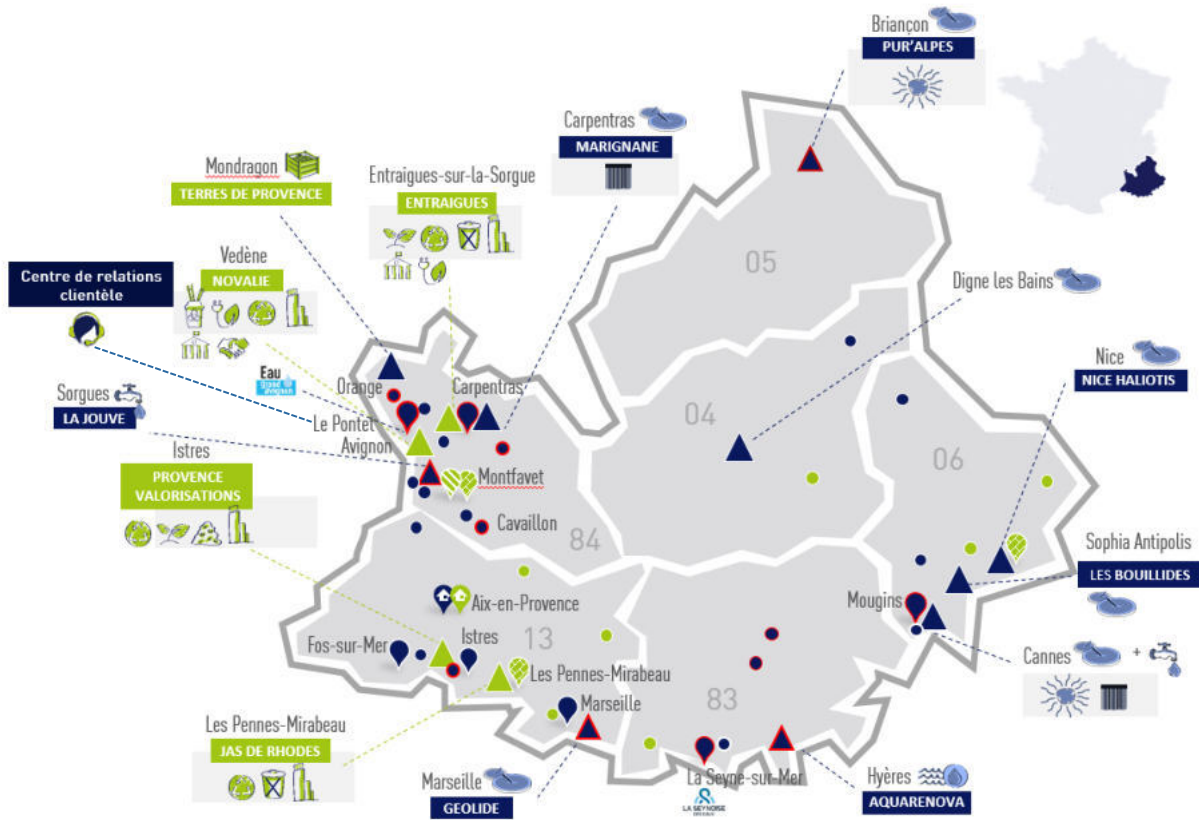 Briançon
PUR'ALPES
Carpentras
MARIGNANE
Mondragon
TERRES DE PROVENCE
Entraigues-sur-la-Sorgue
ENTRAIGUES
Vedène
NOVALIE
Centre de relations
clientèle
05
Digne les Bains
Nice
NICE HALIOTIS
Eau
grand avignon
Sorgues
LA JOUVE
Orange
Carpentras
Le Pontet
Avignon
04
06
Istres
PROVENCE
VALORISATIONS
Montfavet
Cavaillon
84
Sophia Antipolis
LES BOUILLIDES
Mougins
Aix-en-Provence
Fos-sur-Mer
Istres
13
Les Pennes-Mirabeau
Cannes
+
83
Marseille
Les Pennes-Mirabeau
JAS DE RHODES
Marseille
GEOLIDE
La Seyne-sur-Mer
LA SEYNOISE
Hyères
AQUARENOVA